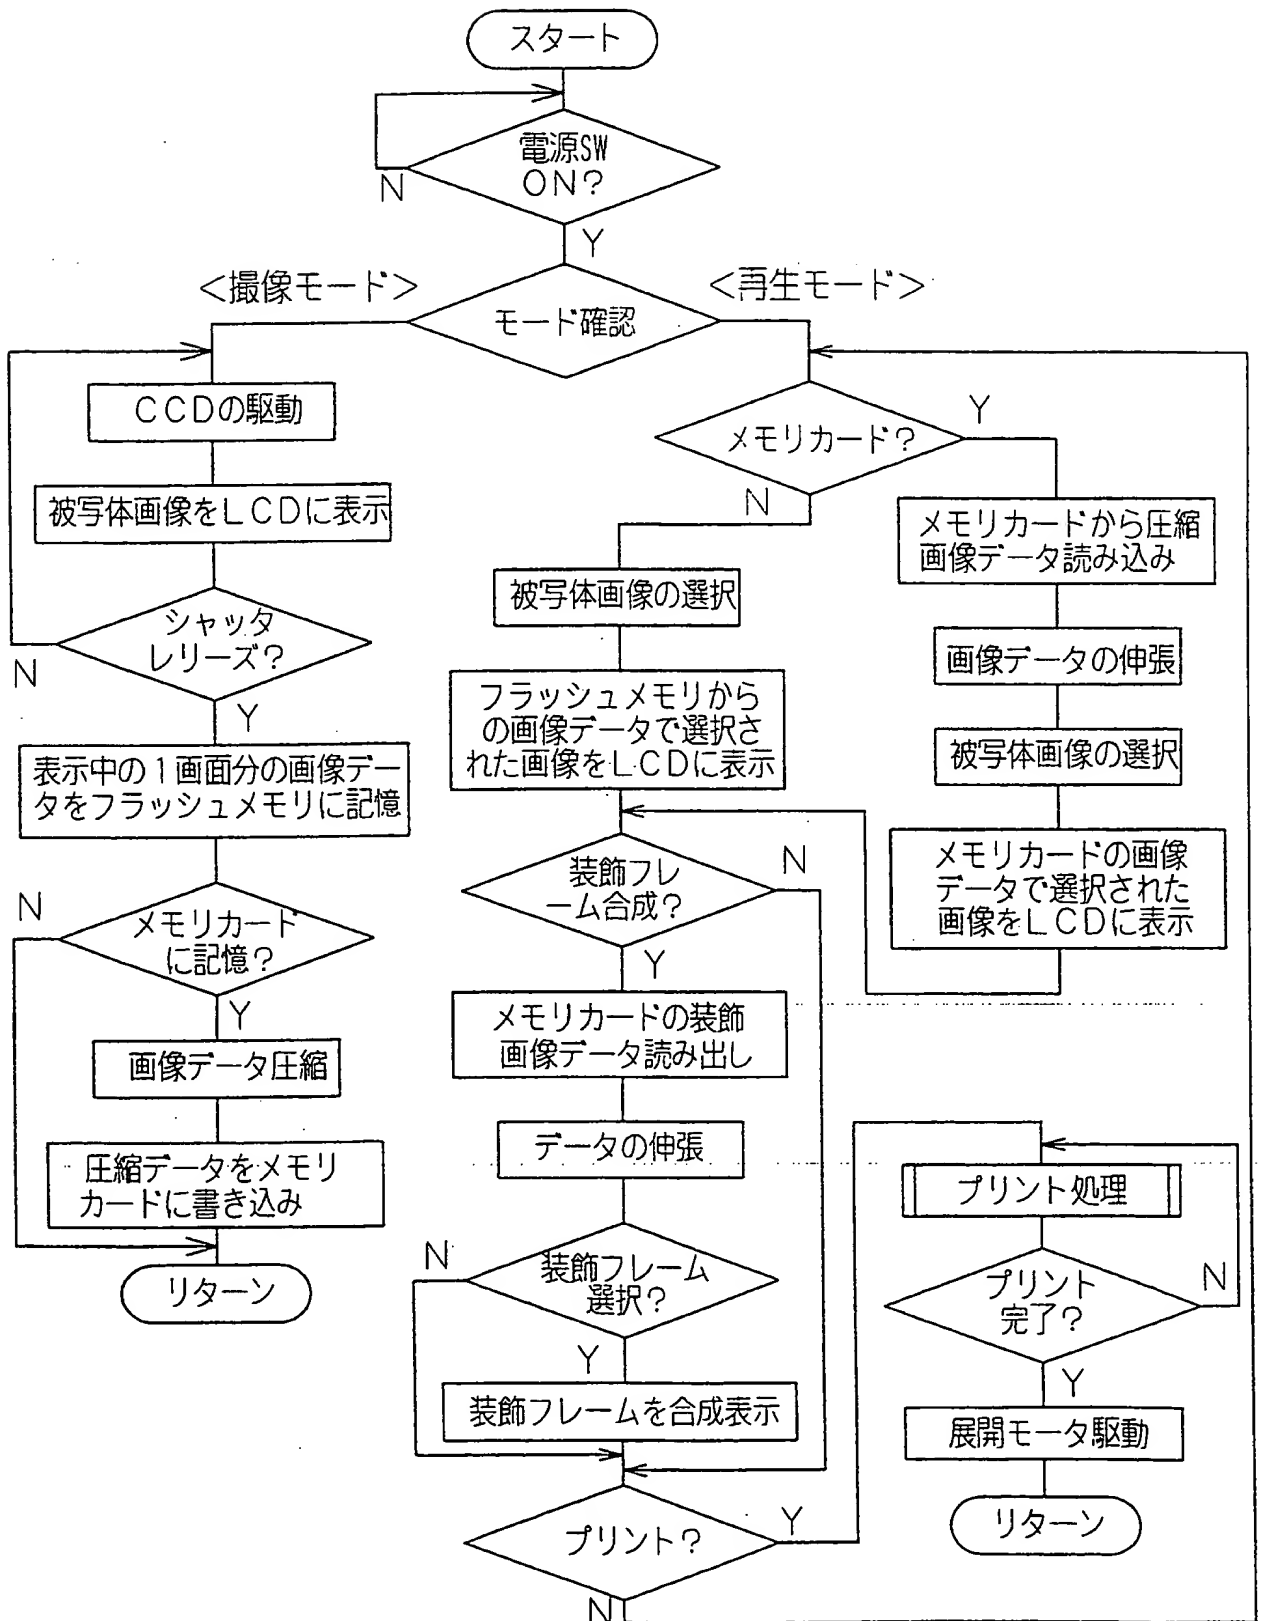 スタート
電源SW
ON?
N
Y
<撮像モード>
<再生モード>
モード確認
CCDの駆動
被写体画像をLCDに表示
シャッタ
レリーズ?
N
Y
表示中の1画面分の画像デー
タをフラッシュメモリに記憶
メモリカード
に記憶?
N
Y
画像データ圧縮
圧縮データをメモリ
カードに書き込み
リターン
メモリカード?
Y
N
被写体画像の選択
フラッシュメモリから
の画像データで選択さ
れた画像をLCDに表示
メモリカードから圧縮
画像データ読み込み
画像データの伸張
被写体画像の選択
メモリカードの画像
データで選択された
画像をLCDに表示
装飾フレ
ーム合成?
N
Y
メモリカードの装飾
画像データ読み出し
データの伸張
装飾フレーム
選択?
N
Y
装飾フレームを合成表示
プリント?
Y
N
プリント処理
プリント
完了?
N
Y
展開モータ駆動
リターン